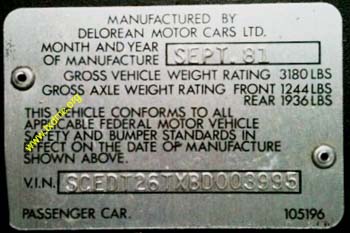 MANUFACTURED BY
DELOREAN MOTOR CARS LTD.
MONTH AND YEAR
OF MANUFACTURE SEPT. 81
GROSS VEHICLE WEIGHT RATING 3180 LBS
GROSS AXLE WEIGHT RATING FRONT 1244 LBS
REAR 1936 LBS
THIS VEHICLE CONFORMS TO ALL
APPLICABLE FEDERAL MOTOR VEHICLE
SAFETY AND BUMPER STANDARDS IN
EFFECT ON THE DATE OF MANUFACTURE
SHOWN ABOVE.
V.I.N. SCEDT26TXBD003995
PASSENGER CAR. 105196